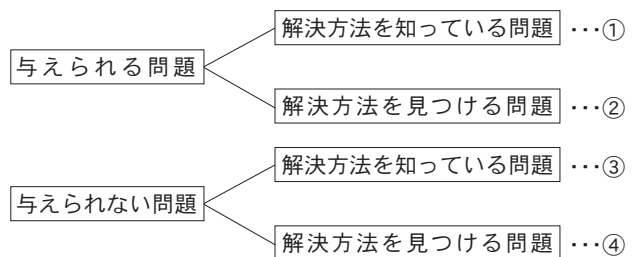 解決方法を知っている問題 ・・・①
与えられる問題
解決方法を見つける問題 ・・・②
解決方法を知っている問題 ・・・③
与えられない問題
解決方法を見つける問題 ・・・④